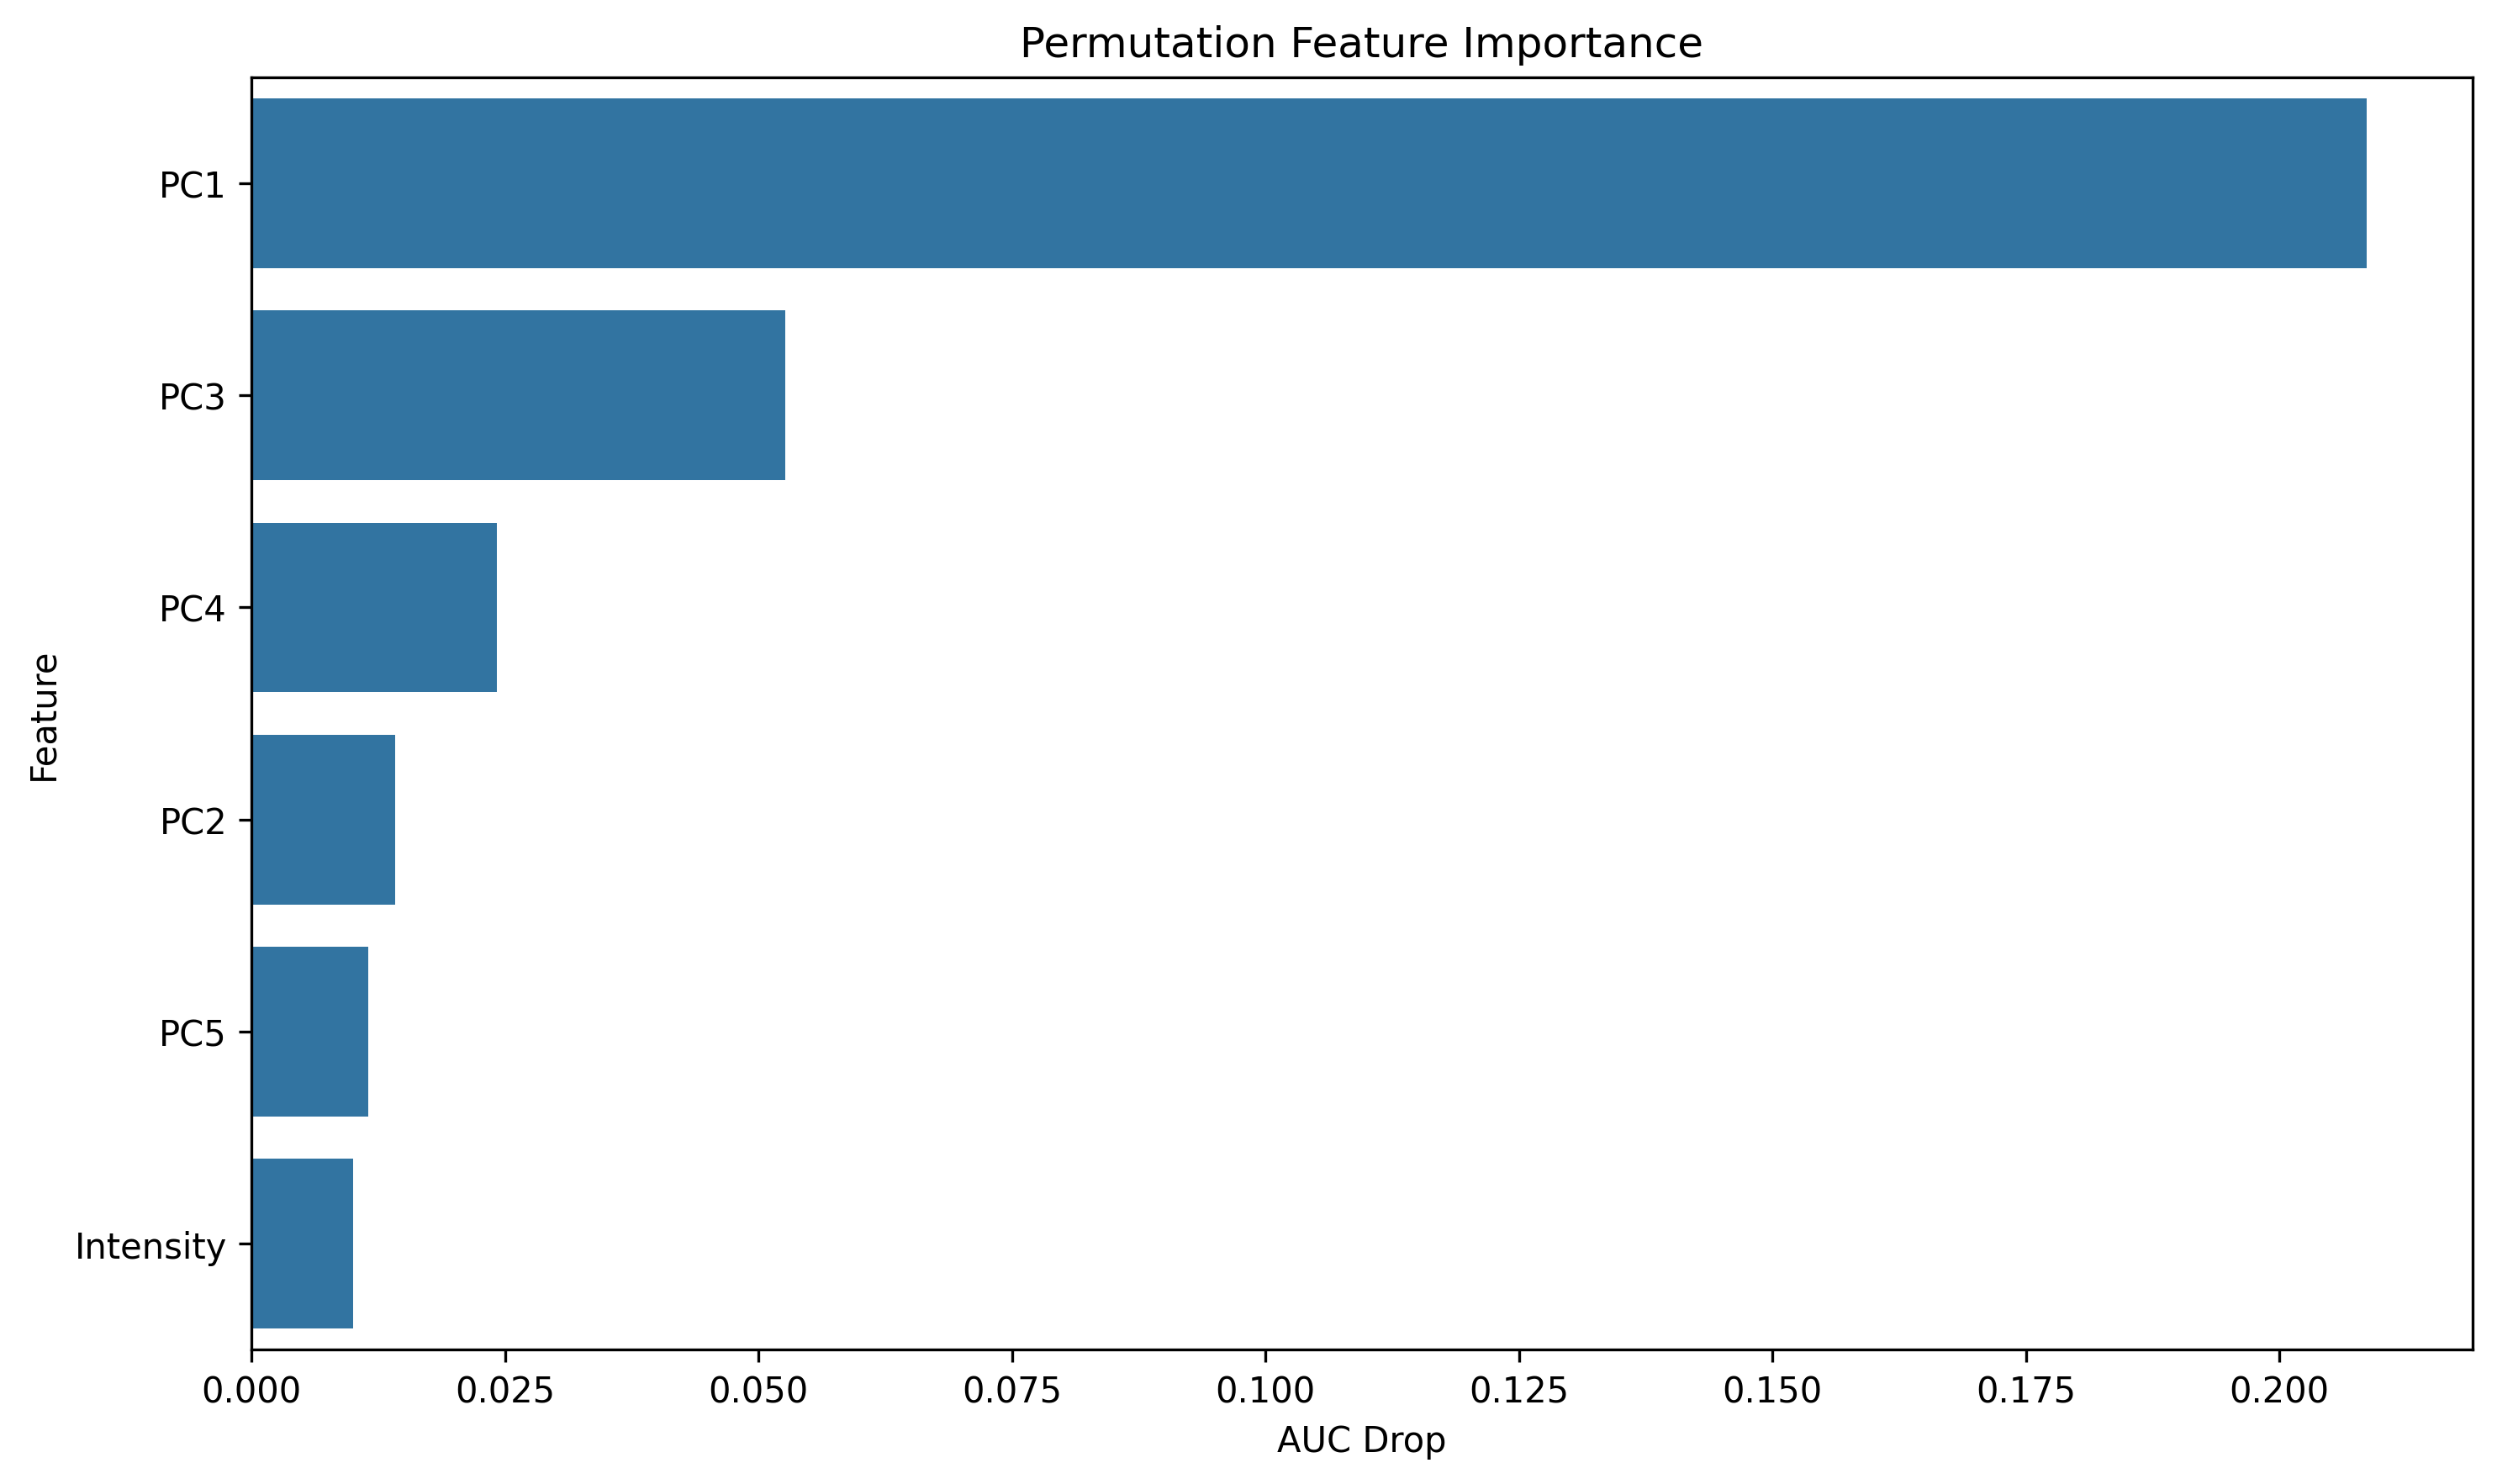 Permutation Feature Importance
PC1
PC3
PC4
PC2
PC5
Intensity
Feature
0.000 0.025 0.050 0.075 0.100 0.125 0.150 0.175 0.200
AUC Drop